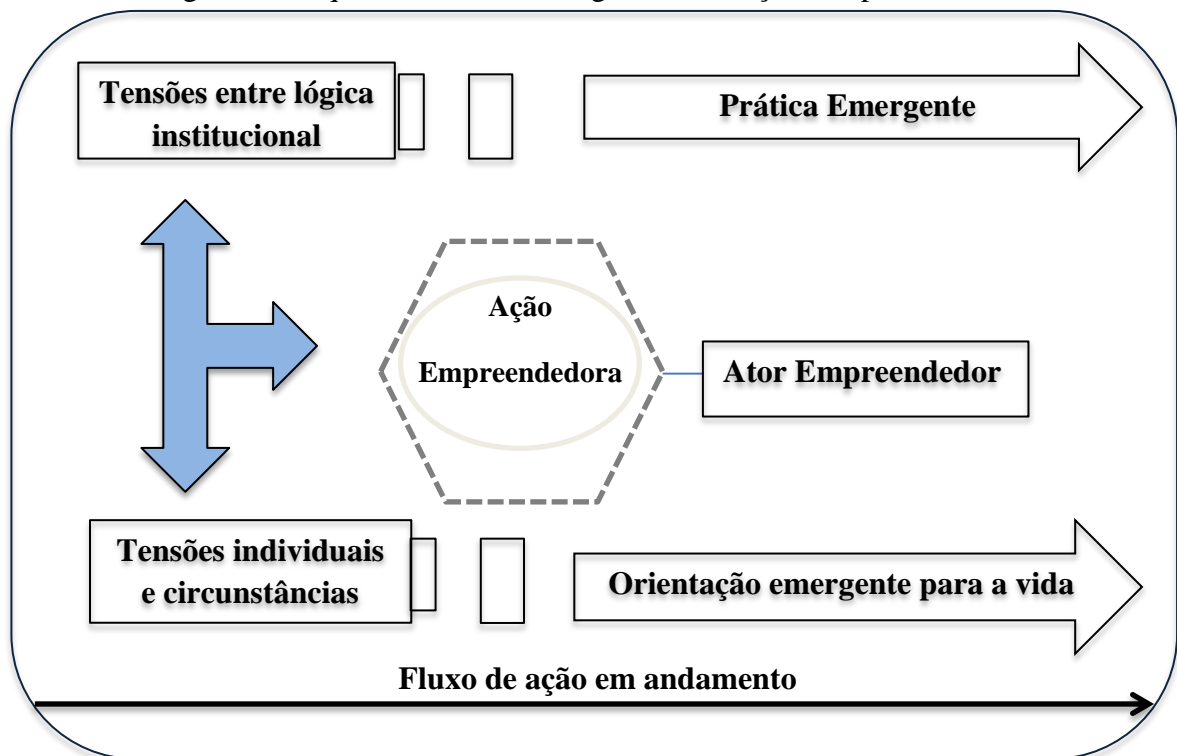 Tensões entre lógica
institucional
Prática Emergente
Ação
Empreendedora
Ator Empreendedor
Tensões individuais
e circunstâncias
Orientação emergente para a vida
Fluxo de ação em andamento